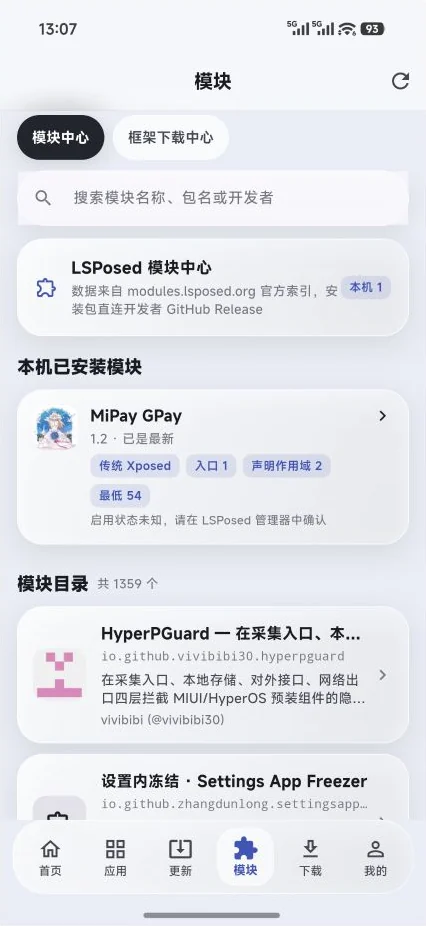 13:07
5G 5G 93
模块
模块中心 框架下载中心
搜索模块名称、包名或开发者
LSPosed 模块中心
数据来自 modules.lsposed.org 官方索引，安
装包直连开发者 GitHub Release
本机 1
本机已安装模块
MiPay GPay
1.2 · 已是最新
传统 Xposed 入口 1 声明作用域 2
最低 54
启用状态未知，请在 LSPosed 管理器中确认
模块目录 共 1359 个
HyperPGuard — 在采集入口、本...
io.github.vivibibi30.hyperpguard
在采集入口、本地存储、对外接口、网络出
口四层拦截 MIUI/HyperOS 预装组件的隐...
vivibibi (@vivibibi30)
设置内冻结 · Settings App Freezer
io.github.zhangdunlong.settingsapp...
首页 应用 更新 模块 下载 我的